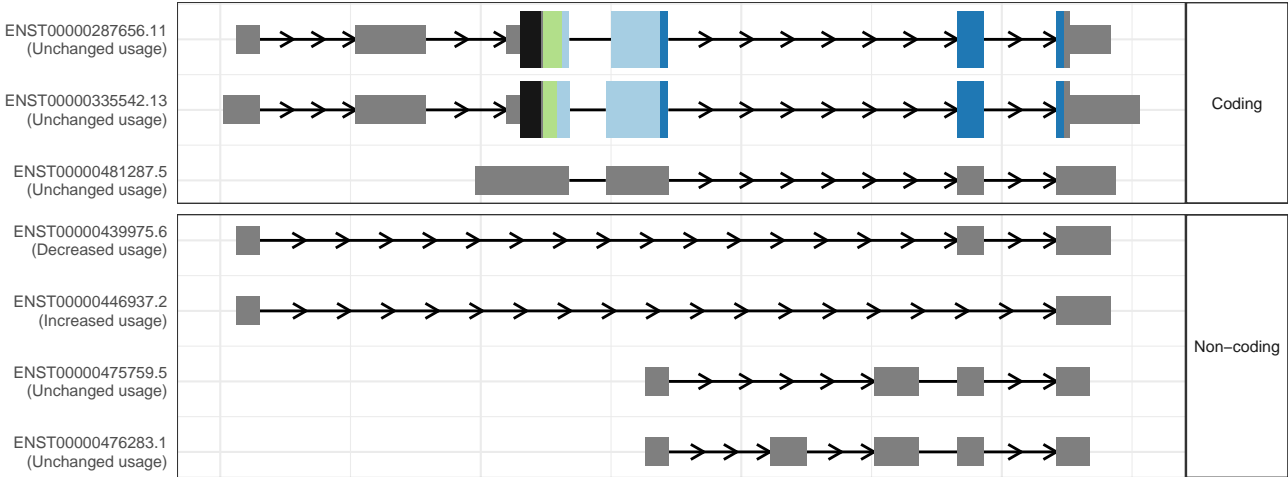 ENST00000287656.11
(Unchanged usage)
ENST00000335542.13
(Unchanged usage)
ENST00000481287.5
(Unchanged usage)
Coding
ENST00000439975.6
(Decreased usage)
ENST00000446937.2
(Increased usage)
ENST00000475759.5
(Unchanged usage)
ENST00000476283.1
(Unchanged usage)
Non−coding